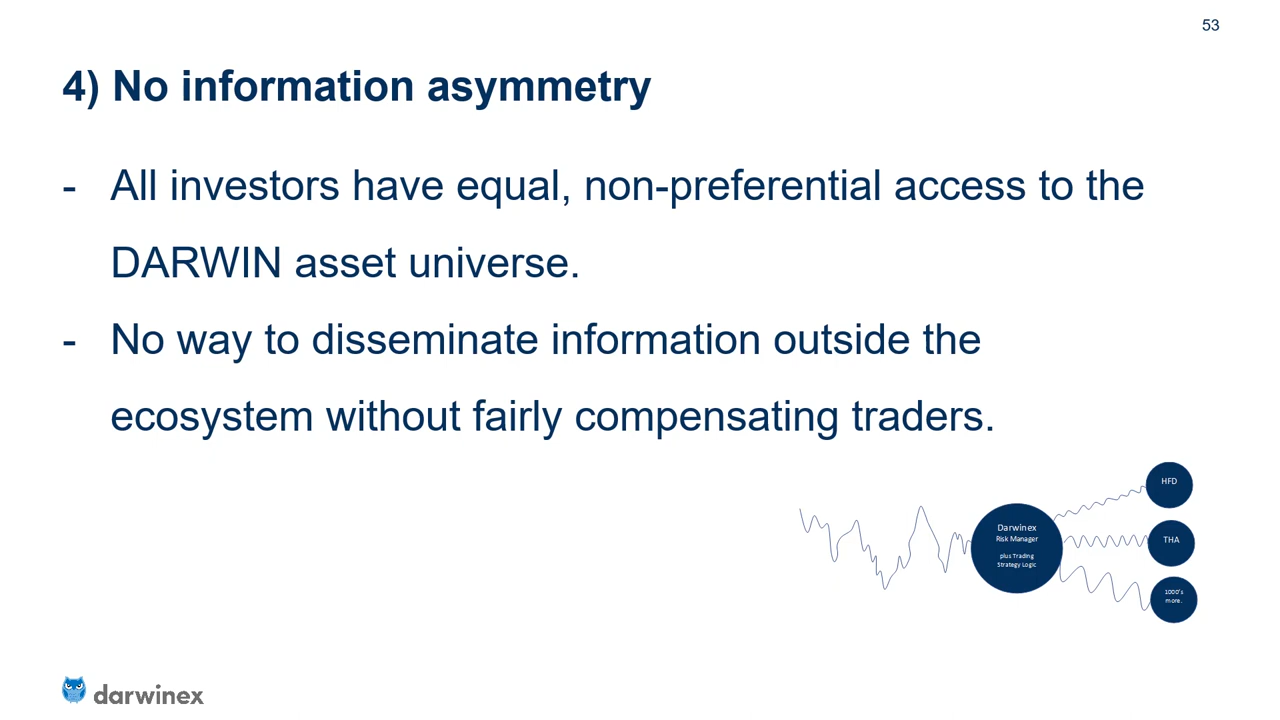 53
4) No information asymmetry
- All investors have equal, non-preferential access to the
DARWIN asset universe.
- No way to disseminate information outside the
ecosystem without fairly compensating traders.
HFD
Darwinex
Risk Manager
plus Trading
Strategy Logic
THA
1000's
more.
darwinex